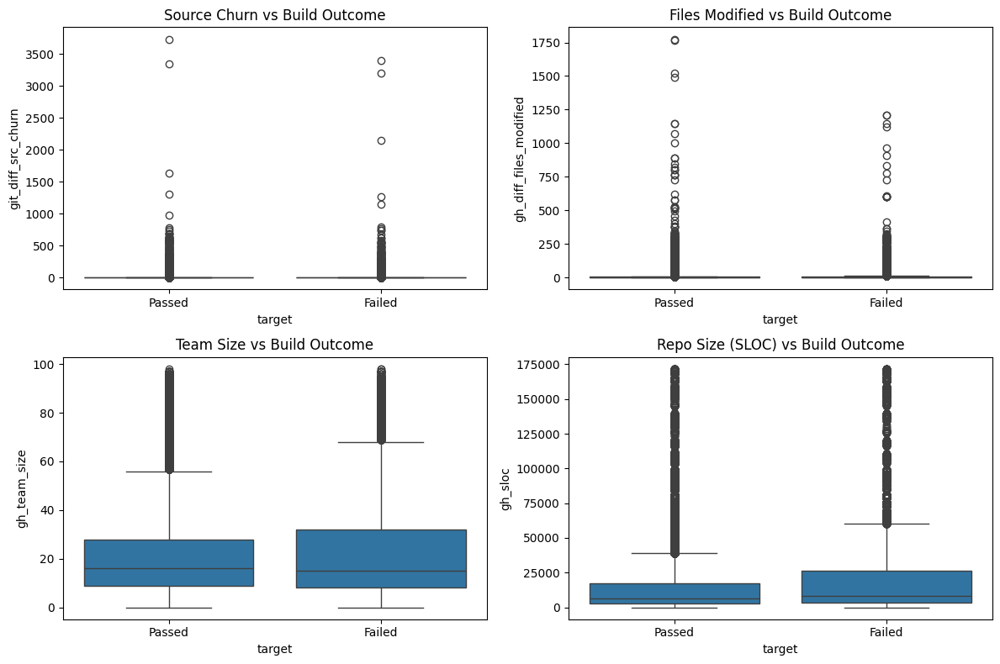 Source Churn vs Build Outcome
git_diff_src_churn
3500
3000
2500
2000
1500
1000
500
0
Passed
Failed
target
Files Modified vs Build Outcome
gh_diff_files_modified
1750
1500
1250
1000
750
500
250
0
Passed
Failed
target
Team Size vs Build Outcome
gh_team_size
100
80
60
40
20
0
Passed
Failed
target
Repo Size (SLOC) vs Build Outcome
gh_sloc
175000
150000
125000
100000
75000
50000
25000
0
Passed
Failed
target